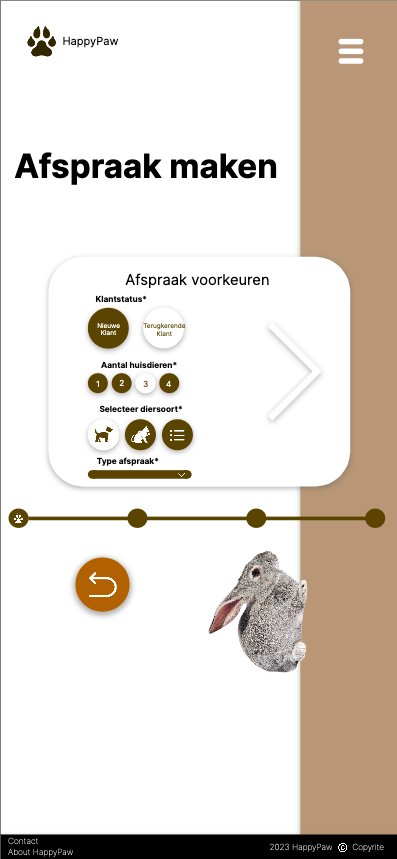 HappyPaw
Afspraak maken
Afspraak voorkeuren
Klantstatus*
Nieuwe
Klant
Terugkerende
Klant
Aantal huisdieren*
1 2 3 4
Selecteer diersoort*
Type afspraak*
Contact
About HappyPaw
2023 HappyPaw © Copyrite